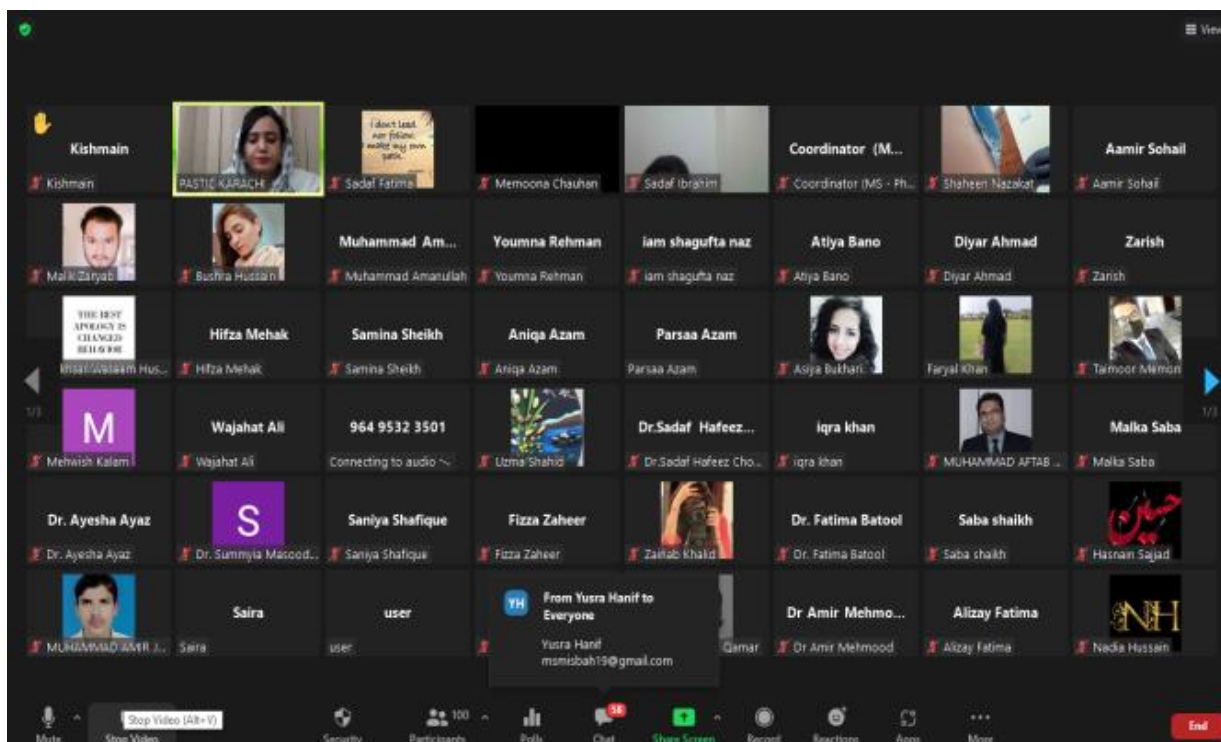 View
Kishmain
Kishmain
PASTIC KARACHI
i don't lead
nor follow.
I make my own
path.
Sadaf Fatima
Memoona Chauhan
Sadaf Ibrahim
Coordinator (M...
Coordinator (MS - Ph...
Shaheen Nazakat
Aamir Sohail
Aamir Sohail
Malik Zaryab
Bushra Hussain
Muhammad Am...
Muhammad Amanullah
Youmna Rehman
Youmna Rehman
iam shagufta naz
iam shagufta naz
Atiya Bano
Atiya Bano
Diyar Ahmad
Diyar Ahmad
Zarish
Zarish
THE BEST
APOLOGY IS
CHANGED
BEHAVIOR
Waseem Hus...
Hifza Mehak
Hifza Mehak
Samina Sheikh
Samina Sheikh
Aniqa Azam
Aniqa Azam
Parsaa Azam
Parsaa Azam
Asiya Bukhari
Faryal Khan
Taimoor Memon
1/3
1/3
M
Mehwish Kalam
Wajahat Ali
Wajahat Ali
964 9532 3501
Connecting to audio
Uzma Shahid
Dr.Sadaf Hafeez...
Dr.Sadaf Hafeez Cho...
iqra khan
iqra khan
MUHAMMAD AFTAB ...
Malka Saba
Malka Saba
Dr. Ayesha Ayaz
Dr. Ayesha Ayaz
S
Dr. Summyia Masood...
Saniya Shafique
Saniya Shafique
Fizza Zaheer
Fizza Zaheer
Zainab Khalid
Dr. Fatima Batool
Dr. Fatima Batool
Saba shaikh
Saba shaikh
حسین
Hasnain Sajjad
MUHAMMAD AMIR J...
Saira
Saira
user
user
YH
From Yusra Hanif to
Everyone
Yusra Hanif
msmisbah19@gmail.com
Qamar
Dr Amir Mehmo...
Dr Amir Mehmood
Alizay Fatima
Alizay Fatima
NH
Nadia Hussain
Mute
Stop Video (Alt+V)
Stop Video
Security
100
Participants
Polls
58
Chat
Share Screen
Record
Reactions
Apps
More
End